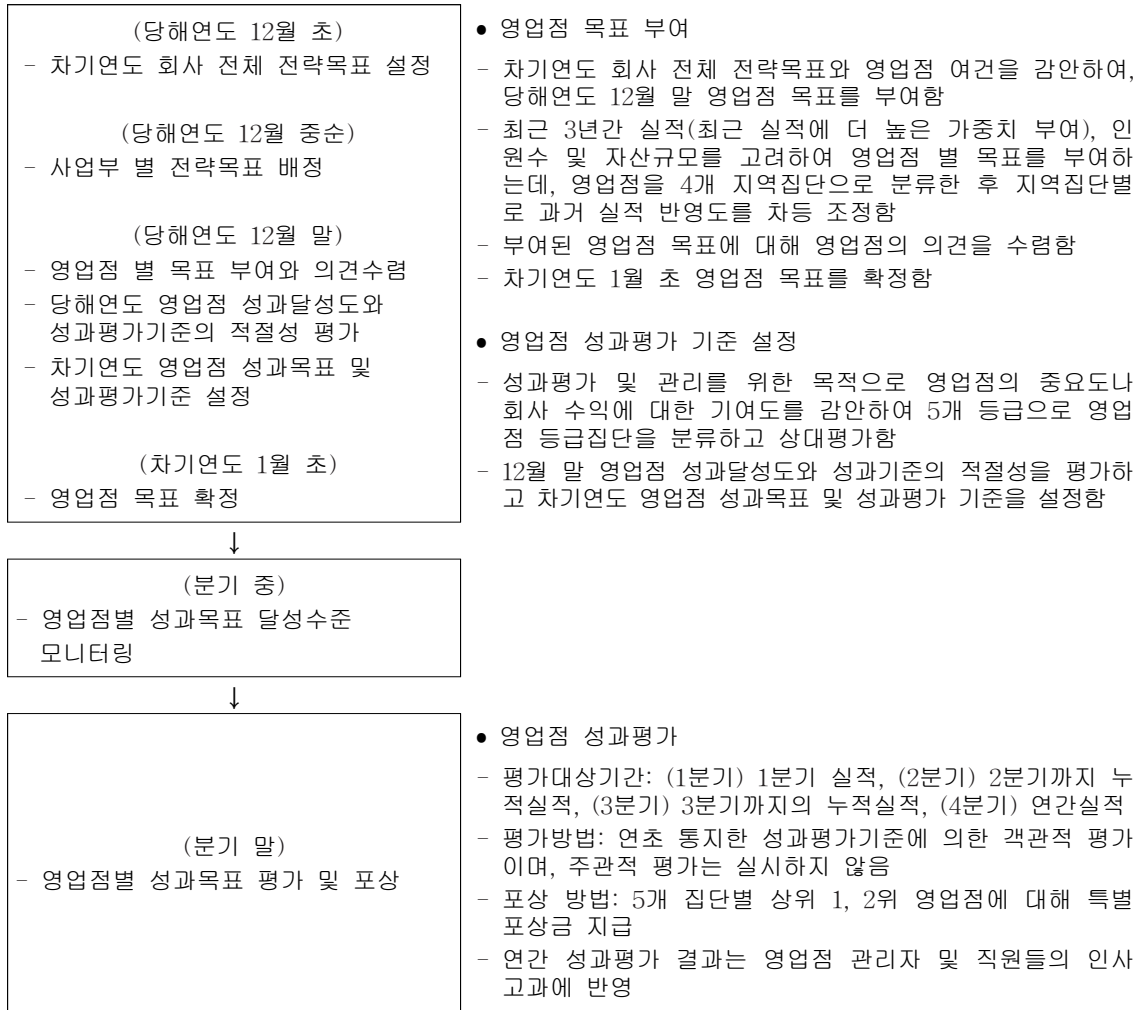 (당해연도 12월 초)
- 차기연도 회사 전체 전략목표 설정
(당해연도 12월 중순)
- 사업부 별 전략목표 배정
(당해연도 12월 말)
- 영업점 별 목표 부여와 의견수렴
- 당해연도 영업점 성과달성도와
성과평가기준의 적절성 평가
- 차기연도 영업점 성과목표 및
성과평가기준 설정
(차기연도 1월 초)
- 영업점 목표 확정
● 영업점 목표 부여
- 차기연도 회사 전체 전략목표와 영업점 여건을 감안하여,
당해연도 12월 말 영업점 목표를 부여함
- 최근 3년간 실적(최근 실적에 더 높은 가중치 부여), 인
원수 및 자산규모를 고려하여 영업점 별 목표를 부여하
는데, 영업점을 4개 지역집단으로 분류한 후 지역집단별
로 과거 실적 반영도를 차등 조정함
- 부여된 영업점 목표에 대해 영업점의 의견을 수렴함
- 차기연도 1월 초 영업점 목표를 확정함
● 영업점 성과평가 기준 설정
- 성과평가 및 관리를 위한 목적으로 영업점의 중요도나
회사 수익에 대한 기여도를 감안하여 5개 등급으로 영업
점 등급집단을 분류하고 상대평가함
- 12월 말 영업점 성과달성도와 성과기준의 적절성을 평가하
고 차기연도 영업점 성과목표 및 성과평가 기준을 설정함
↓
(분기 중)
- 영업점별 성과목표 달성수준
모니터링
↓
(분기 말)
- 영업점별 성과목표 평가 및 포상
● 영업점 성과평가
- 평가대상기간: (1분기) 1분기 실적, (2분기) 2분기까지 누
적실적, (3분기) 3분기까지의 누적실적, (4분기) 연간실적
- 평가방법: 연초 통지한 성과평가기준에 의한 객관적 평가
이며, 주관적 평가는 실시하지 않음
- 포상 방법: 5개 집단별 상위 1, 2위 영업점에 대해 특별
포상금 지급
- 연간 성과평가 결과는 영업점 관리자 및 직원들의 인사
고과에 반영